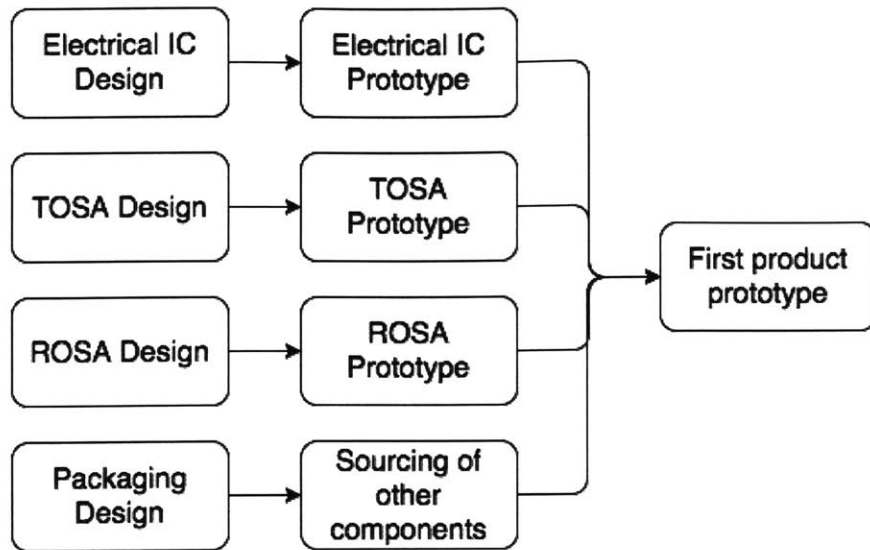 Electrical IC
Design
Electrical IC
Prototype
TOSA Design
TOSA
Prototype
First product
prototype
ROSA Design
ROSA
Prototype
Packaging
Design
Sourcing of
other
components